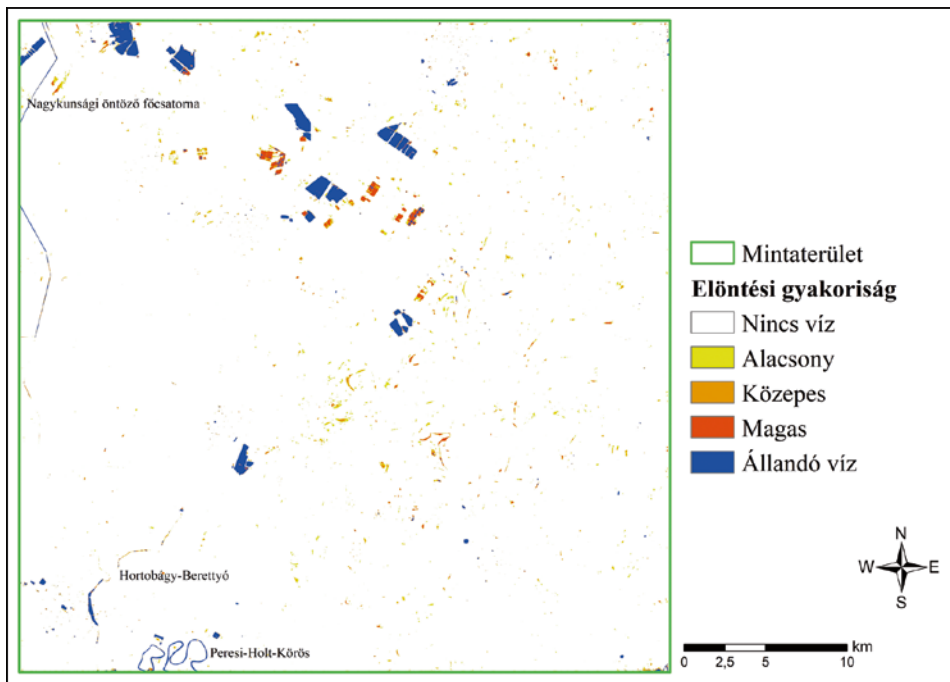 Nagykunsági öntöző főcsatorna
Hortobágy-Berettyó
Peresi-Holt-Körös
Mintaterület
Elöntési gyakoriság
Nincs víz
Alacsony
Közepes
Magas
Állandó víz
N
W E
S
km
0 2,5 5 10